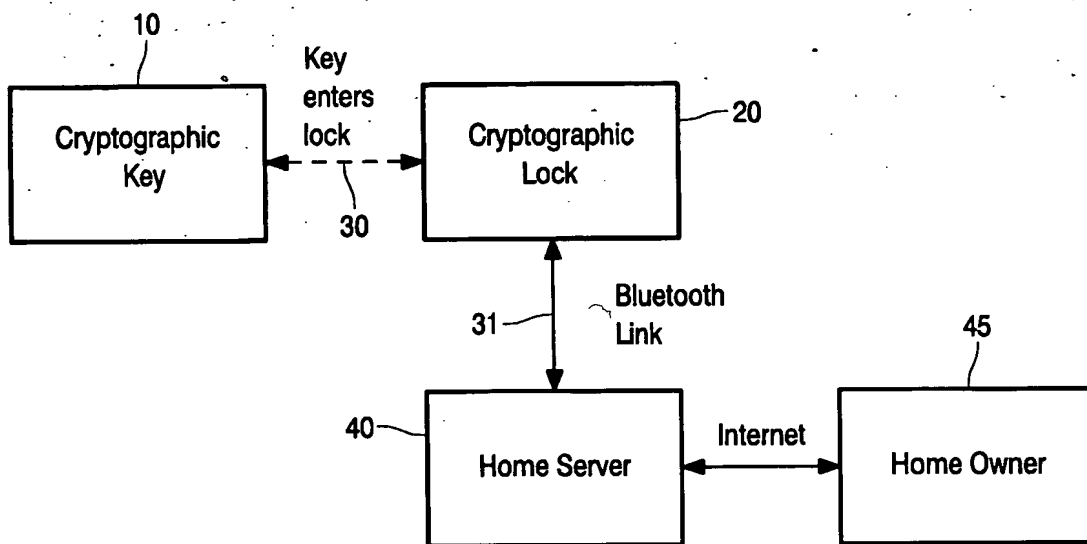 10
Key
enters
lock
20
Cryptographic
Key
Cryptographic
Lock
30
31
Bluetooth
Link
45
40
Home Server
Internet
Home Owner